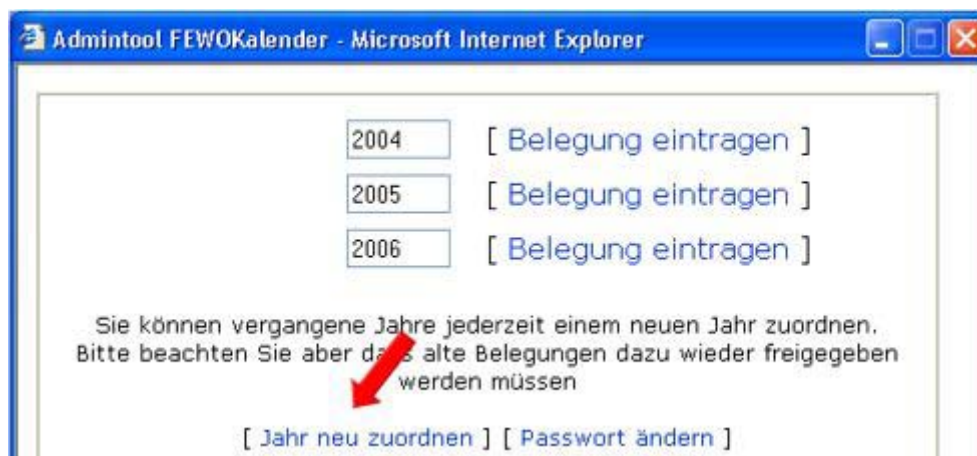 Admintool FEWOKalender - Microsoft Internet Explorer
2004 [ Belegung eintragen ]
2005 [ Belegung eintragen ]
2006 [ Belegung eintragen ]
Sie können vergangene Jahre jederzeit einem neuen Jahr zuordnen.
Bitte beachten Sie aber dass alte Belegungen dazu wieder freigegeben
werden müssen
[ Jahr neu zuordnen ] [ Passwort ändern ]